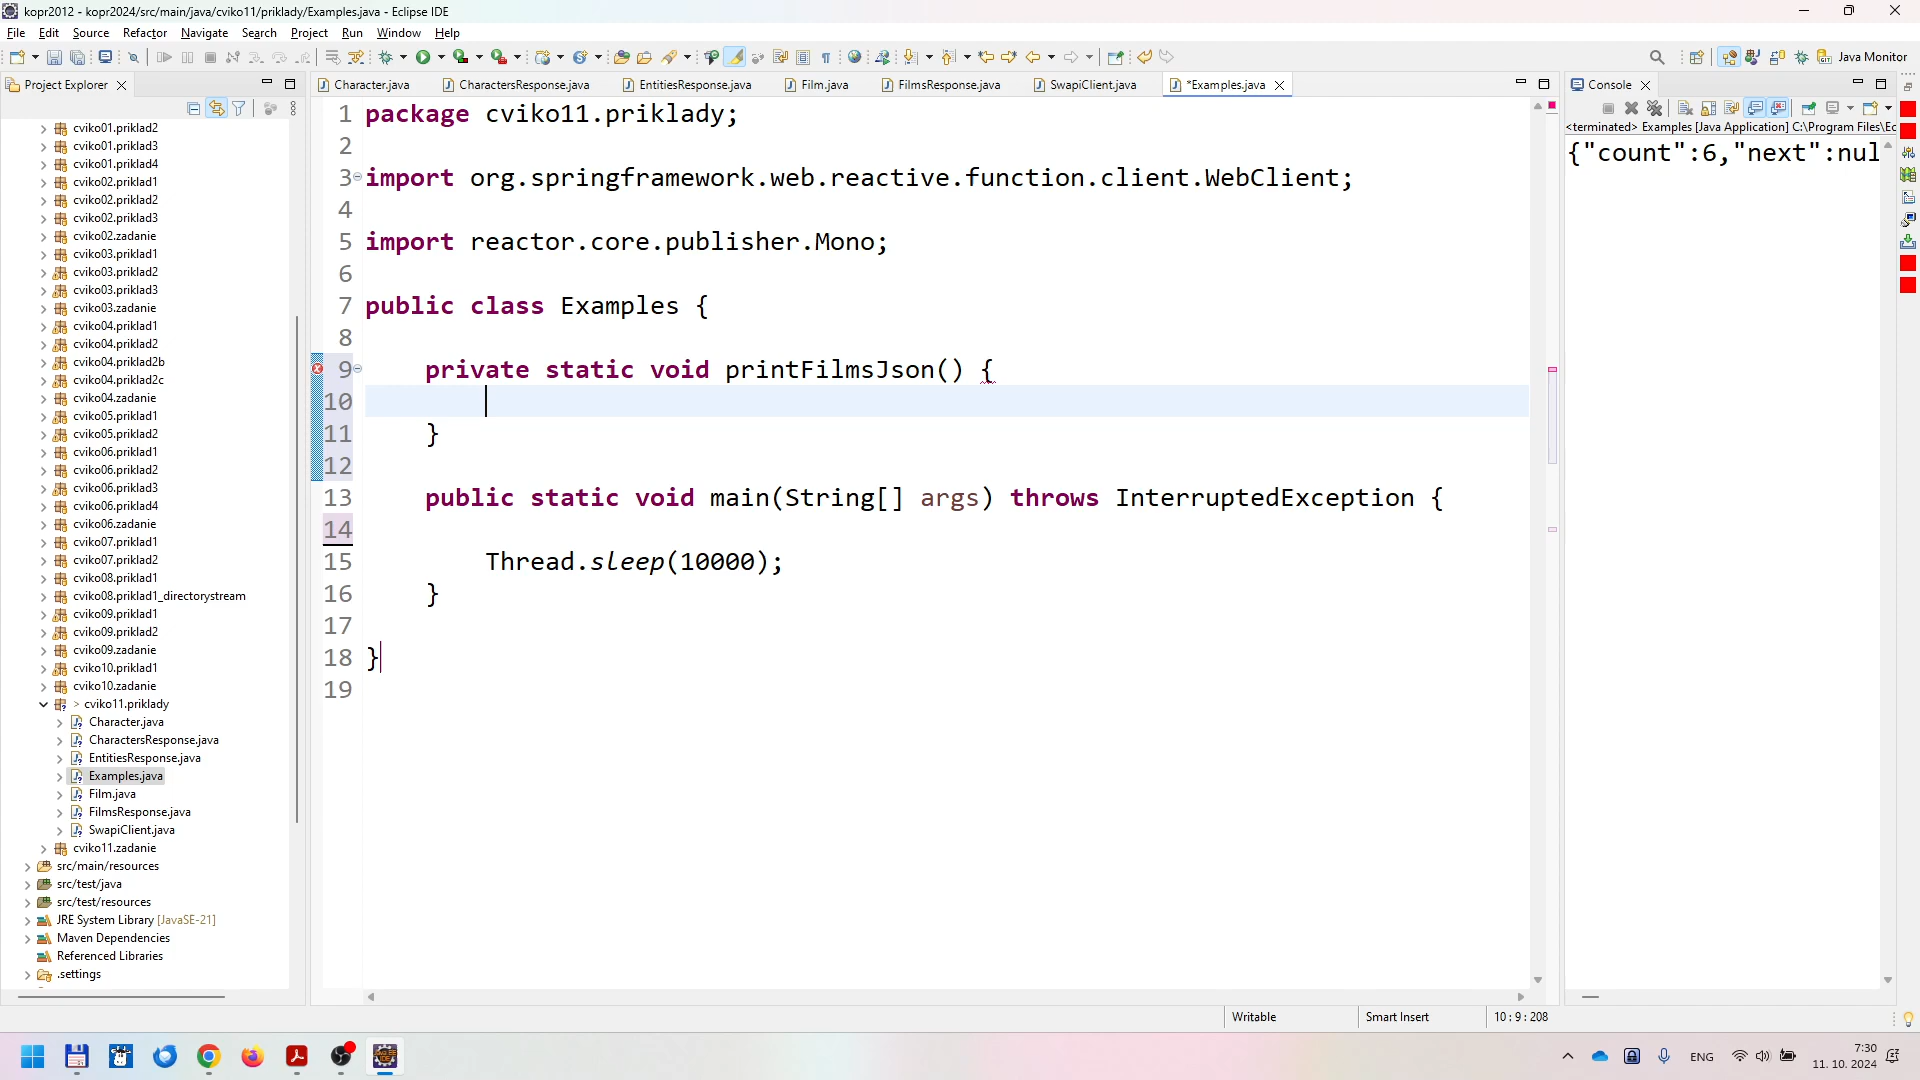 kopr2012 - kopr2024/src/main/java/cviko11/priklady/Examples.java - Eclipse IDE
File Edit Source Refactor Navigate Search Project Run Window Help
Java Monitor
Project Explorer
Character.java CharactersResponse.java EntitiesResponse.java Film.java FilmsResponse.java SwapiClient.java *Examples.java
Console
<terminated> Examples [Java Application] C:\Program Files\Ec
{"count":6,"next":nul
cviko01.priklad2
cviko01.priklad3
cviko01.priklad4
cviko02.priklad1
cviko02.priklad2
cviko02.priklad3
cviko02.zadanie
cviko03.priklad1
cviko03.priklad2
cviko03.priklad3
cviko03.zadanie
cviko04.priklad1
cviko04.priklad2
cviko04.priklad2b
cviko04.priklad2c
cviko04.zadanie
cviko05.priklad1
cviko05.priklad2
cviko06.priklad1
cviko06.priklad2
cviko06.priklad3
cviko06.priklad4
cviko06.zadanie
cviko07.priklad1
cviko07.priklad2
cviko08.priklad1
cviko08.priklad1_directorystream
cviko09.priklad1
cviko09.priklad2
cviko09.zadanie
cviko10.priklad1
cviko10.zadanie
> cviko11.priklady
Character.java
CharactersResponse.java
EntitiesResponse.java
Examples.java
Film.java
FilmsResponse.java
SwapiClient.java
cviko11.zadanie
src/main/resources
src/test/java
src/test/resources
JRE System Library [JavaSE-21]
Maven Dependencies
Referenced Libraries
.settings
1 package cviko11.priklady;
2
3 import org.springframework.web.reactive.function.client.WebClient;
4
5 import reactor.core.publisher.Mono;
6
7 public class Examples {
8
9 private static void printFilmsJson() {
10
11 }
12
13 public static void main(String[] args) throws InterruptedException {
14
15 Thread.sleep(10000);
16 }
17
18 }
19
Writable Smart Insert 10 : 9 : 208
ENG
7:30
11. 10. 2024